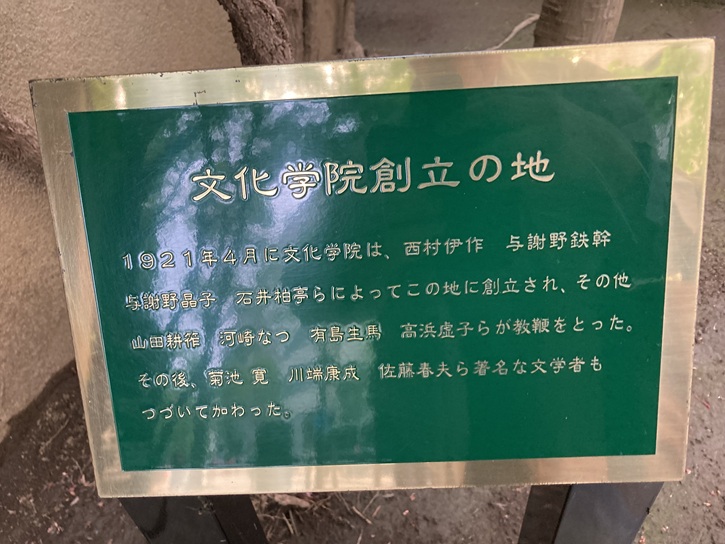 文化学院創立の地
1921年4月に文化学院は、西村伊作　与謝野鉄幹
与謝野晶子　石井柏亭らによってこの地に創立され、その他
山田耕筰　河崎なつ　有島生馬　高浜虚子らが教鞭をとった。
その後、菊池 寛　川端康成　佐藤春夫ら著名な文学者も
つづいて加わった。